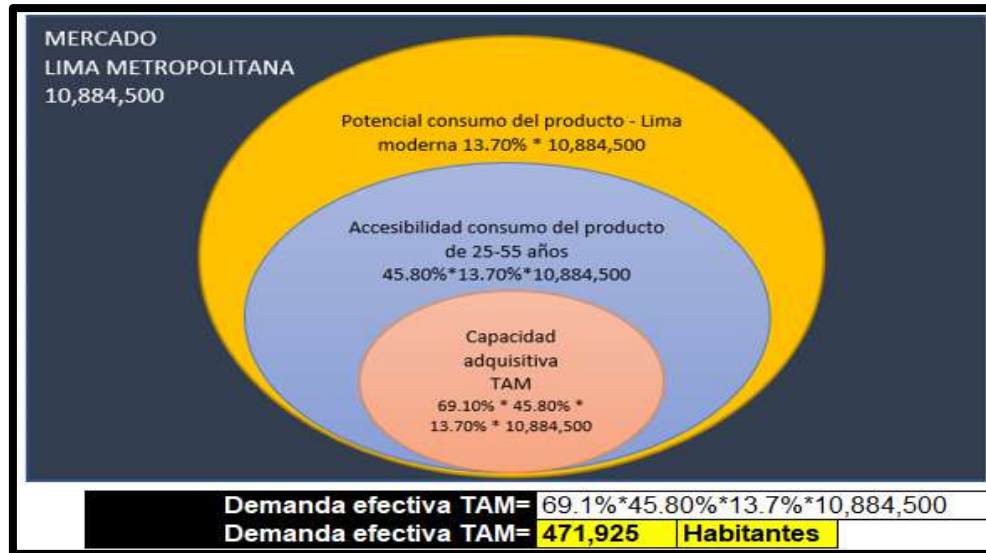 MERCADO
LIMA METROPOLITANA
10,884,500
Potencial consumo del producto - Lima
moderna 13.70% * 10,884,500
Accesibilidad consumo del producto
de 25-55 años
45.80%*13.70%*10,884,500
Capacidad
adquisitiva
TAM
69.10% * 45.80% *
13.70% * 10,884,500
Demanda efectiva TAM= 69.1%*45.80%*13.7%*10,884,500
Demanda efectiva TAM= 471,925 Habitantes